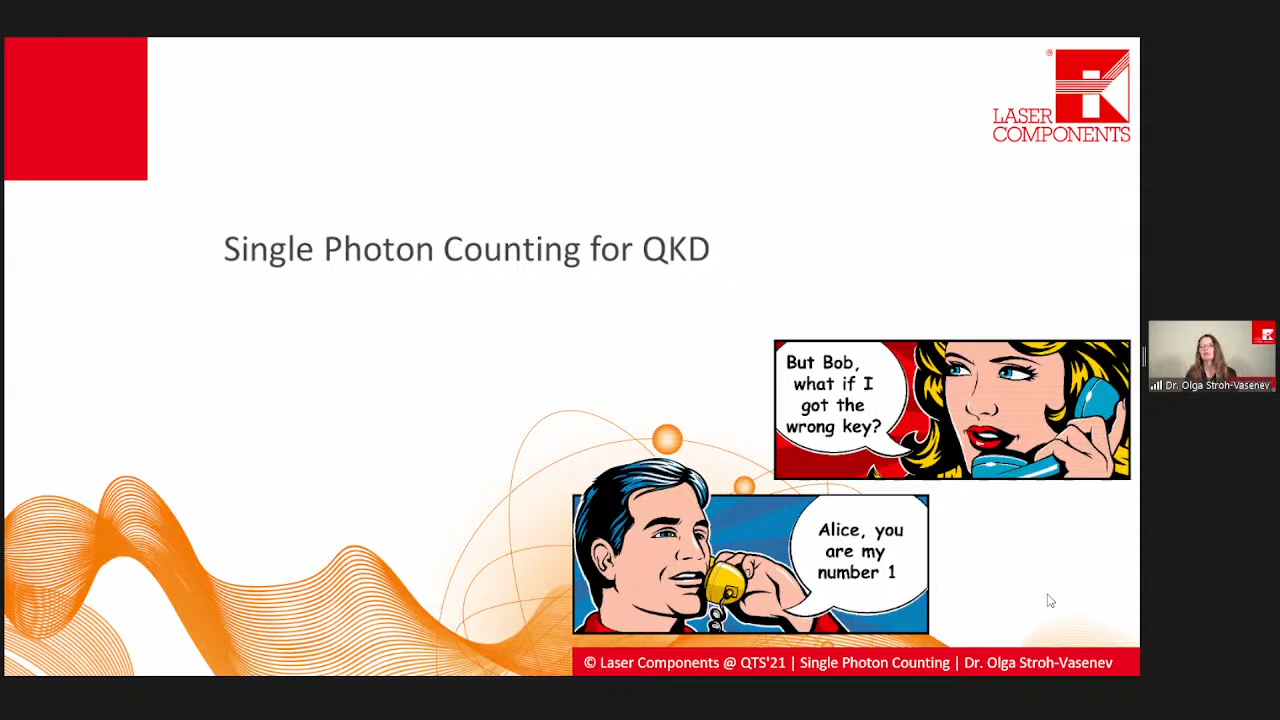 ®
LASER
COMPONENTS
Single Photon Counting for QKD
But Bob,
what if I
got the
wrong key?
Alice, you
are my
number 1
© Laser Components @ QTS'21 | Single Photon Counting | Dr. Olga Stroh-Vasenev
Dr. Olga Stroh-Vasenev